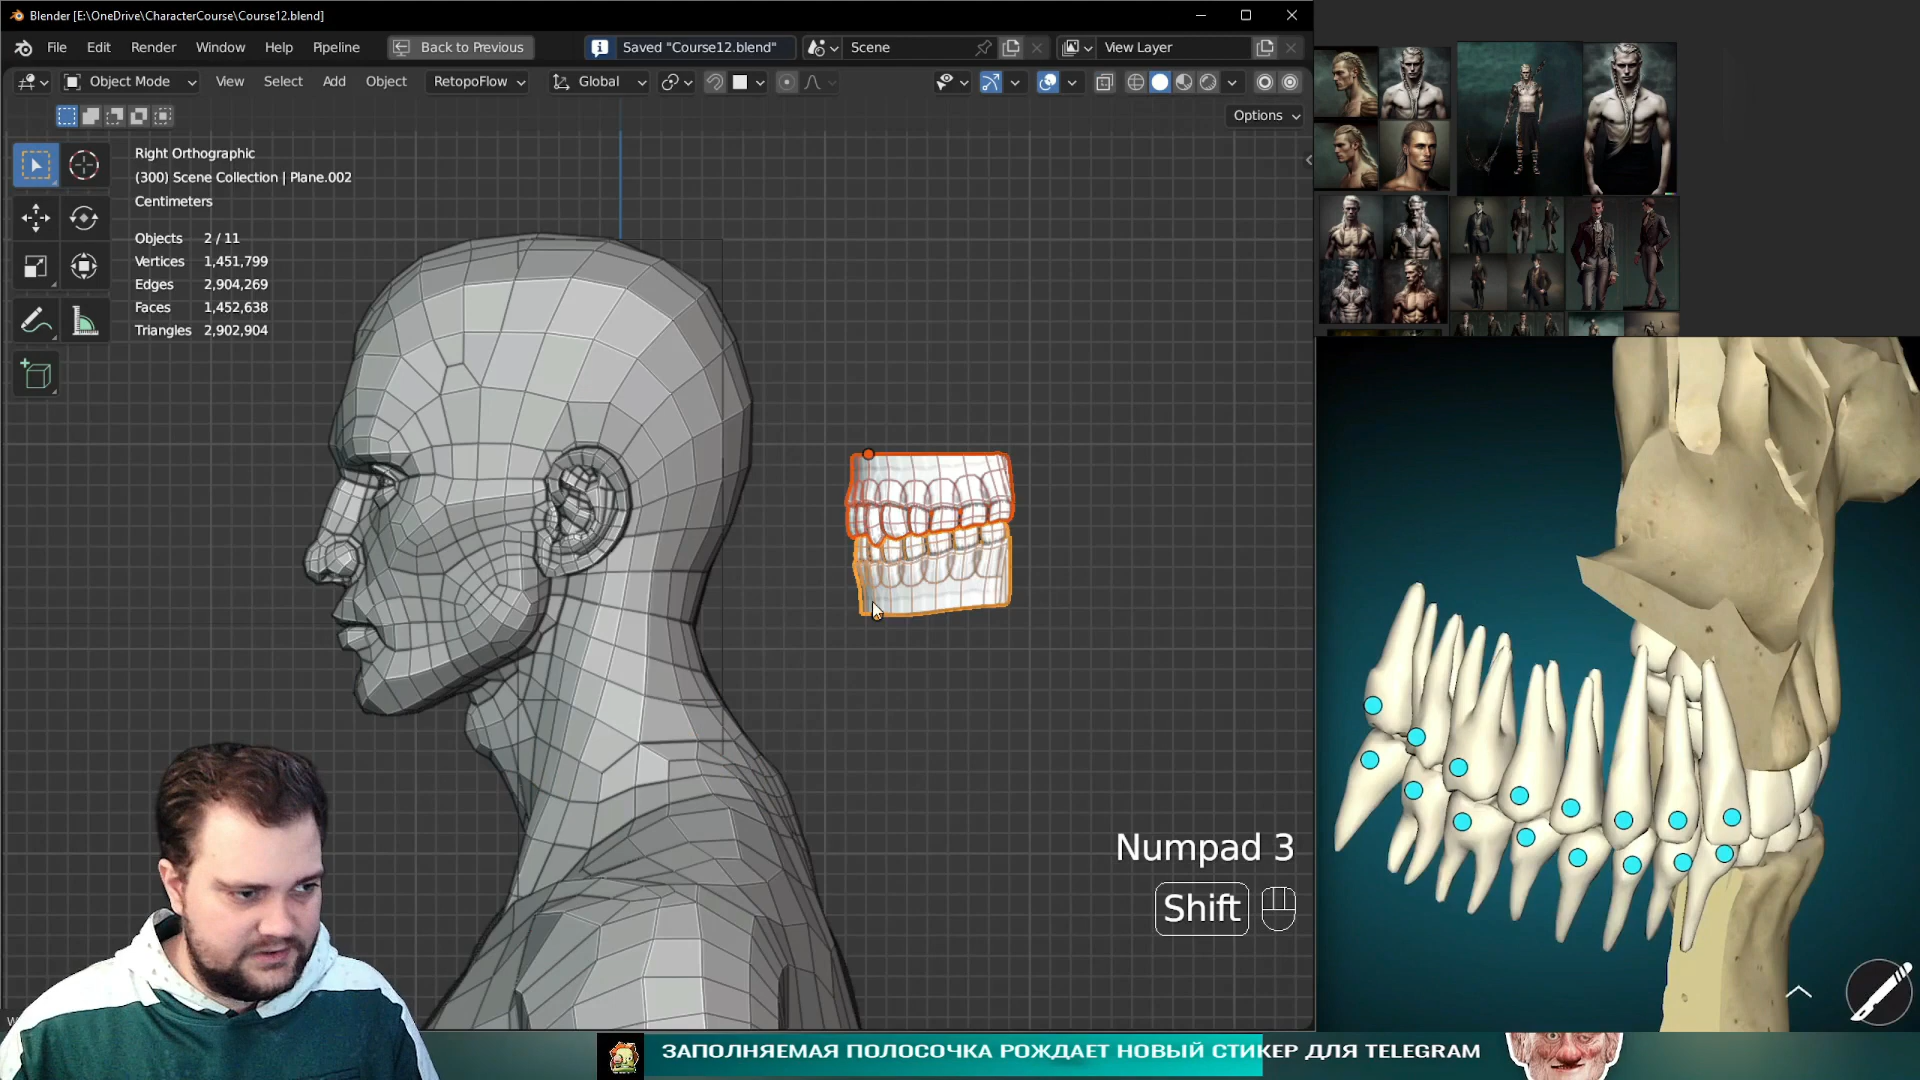 Blender [E:\OneDrive\CharacterCourse\Course12.blend]
File Edit Render Window Help Pipeline Back to Previous Saved "Course12.blend" Scene View Layer
Object Mode View Select Add Object RetopoFlow Global
Options
Right Orthographic
(300) Scene Collection | Plane.002
Centimeters
Objects 2 / 11
Vertices 1,451,799
Edges 2,904,269
Faces 1,452,638
Triangles 2,902,904
Numpad 3
Shift
ЗАПОЛНЯЕМАЯ ПОЛОСОЧКА РОЖДАЕТ НОВЫЙ СТИКЕР ДЛЯ TELEGRAM